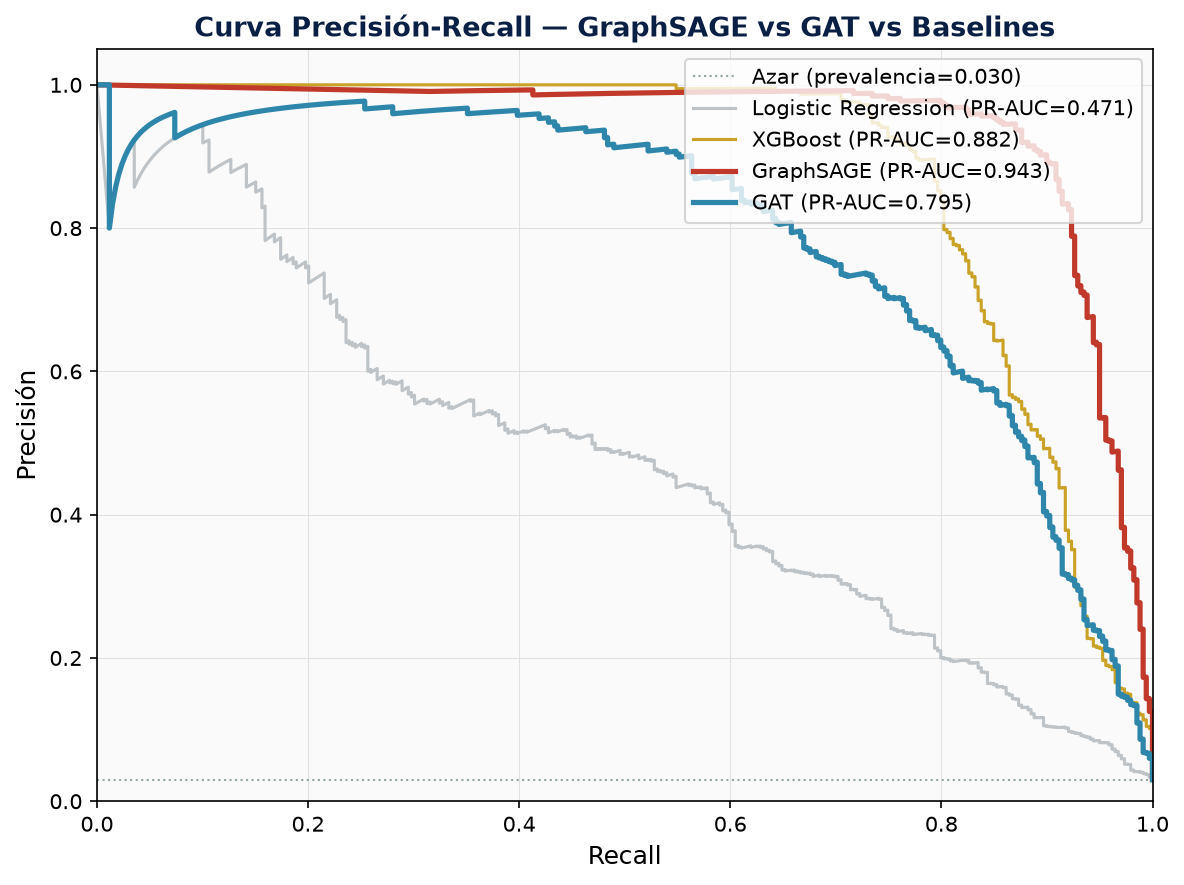 Curva Precisión-Recall — GraphSAGE vs GAT vs Baselines
Azar (prevalencia=0.030)
Logistic Regression (PR-AUC=0.471)
XGBoost (PR-AUC=0.882)
GraphSAGE (PR-AUC=0.943)
GAT (PR-AUC=0.795)
Precisión
1.0
0.8
0.6
0.4
0.2
0.0
0.0 0.2 0.4 0.6 0.8 1.0
Recall